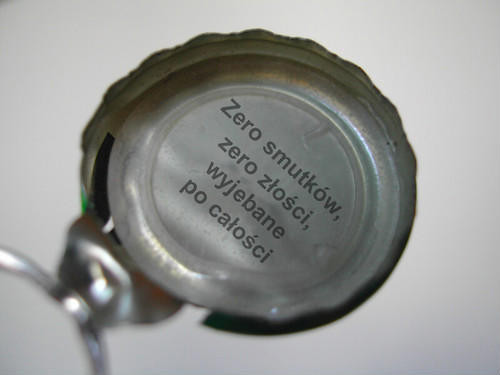 Zero smutków,
zero złości,
wyjebane
po całości